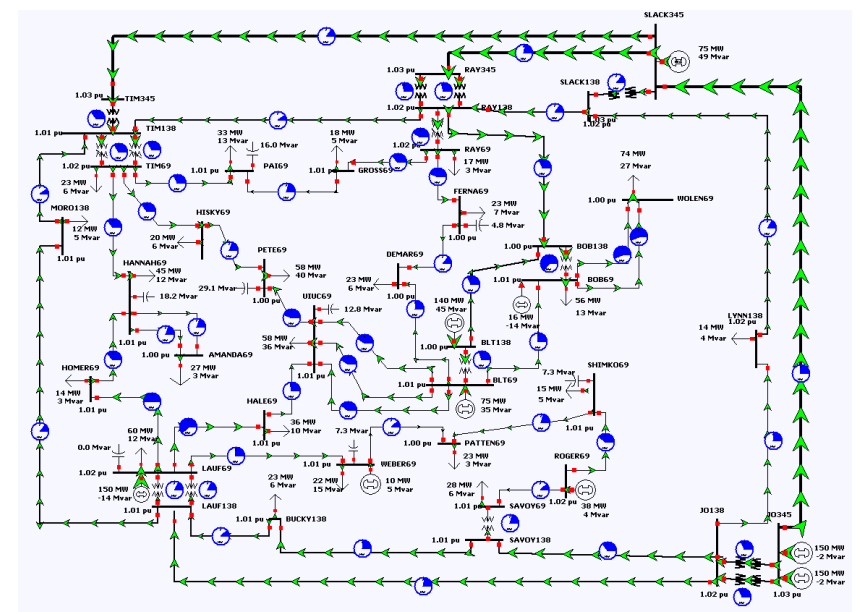 SLACK345
75 MW
49 Mvar
RAY345
1.03 pu
SLACK138
1.03 pu
TIM345
1.02 pu
RAY138
1.02 pu
1.03 pu
1.01 pu
TIM138
33 MW
13 Mvar
16.0 Mvar
18 MW
5 Mvar
1.02 pu
RAY69
74 MW
27 Mvar
1.02 pu
TIM69
PAI69
1.01 pu
GROSS69
1.01 pu
17 MW
3 Mvar
23 MW
6 Mvar
FERNA69
WOLEN69
1.00 pu
MORO138
12 MW
5 Mvar
1.01 pu
HISKY69
20 MW
6 Mvar
1.01 pu
23 MW
7 Mvar
4.8 Mvar
1.00 pu
PETE69
DEMAR69
1.00 pu
BOB138
HANNAH69
45 MW
12 Mvar
58 MW
40 Mvar
23 MW
6 Mvar
1.01 pu
BOB69
18.2 Mvar
29.1 Mvar
1.00 pu
UIUC69
12.8 Mvar
1.00 pu
140 MW
45 Mvar
16 MW
-14 Mvar
56 MW
13 Mvar
LYNN138
1.02 pu
14 MW
4 Mvar
58 MW
36 Mvar
1.00 pu
BLT138
1.01 pu
1.00 pu
AMANDA69
27 MW
3 Mvar
HOMER69
14 MW
3 Mvar
1.01 pu
1.01 pu
SHIMKO69
7.3 Mvar
15 MW
5 Mvar
1.01 pu
BLT69
75 MW
35 Mvar
HALE69
36 MW
10 Mvar
1.01 pu
1.01 pu
0.0 Mvar
60 MW
12 Mvar
7.3 Mvar
1.00 pu
PATTEN69
23 MW
3 Mvar
ROGER69
1.02 pu
LAUF69
1.01 pu
WEBER69
22 MW
15 Mvar
10 MW
5 Mvar
28 MW
6 Mvar
1.02 pu
38 MW
4 Mvar
150 MW
-14 Mvar
23 MW
6 Mvar
1.01 pu
LAUF138
1.01 pu
BUCKY138
1.01 pu
SAVOY69
JO138
JO345
1.01 pu
SAVOY138
150 MW
-2 Mvar
150 MW
-2 Mvar
1.02 pu
1.03 pu